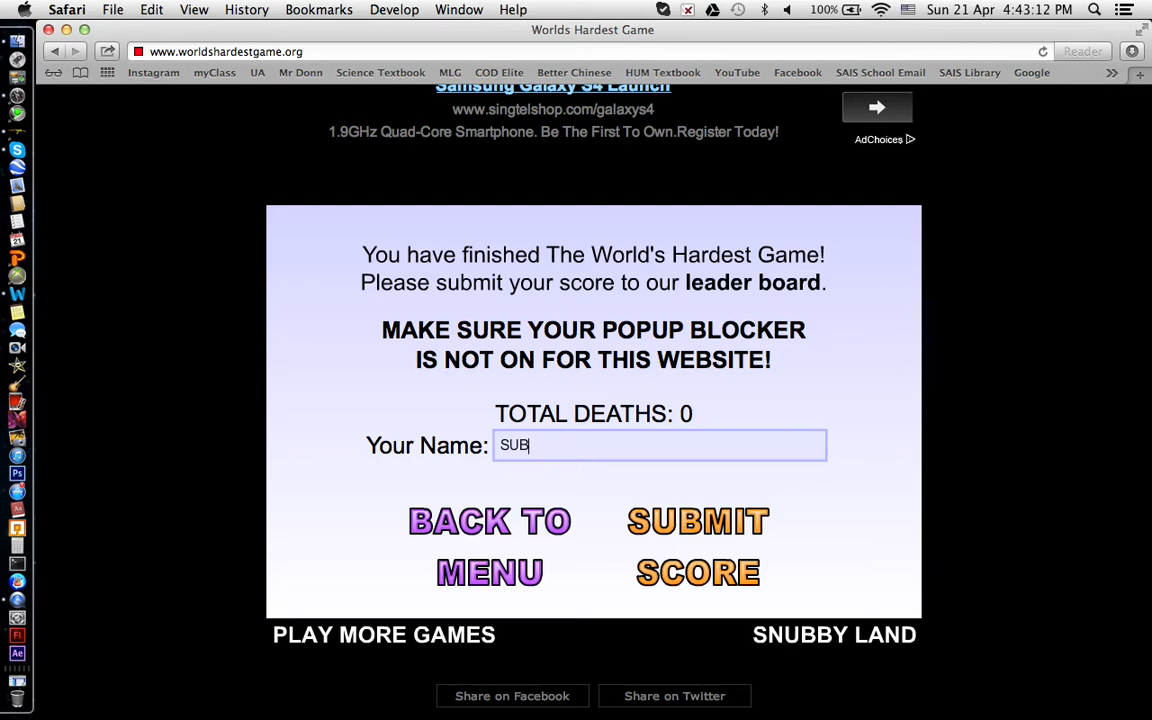 Safari File Edit View History Bookmarks Develop Window Help 100% Sun 21 Apr 4:43:12 PM
Worlds Hardest Game
www.worldshardestgame.org Reader
Instagram myClass UA Mr Donn Science Textbook MLG COD Elite Better Chinese HUM Textbook YouTube Facebook SAIS School Email SAIS Library Google
Samsung Galaxy S4 Launch
www.singtelshop.com/galaxys4
1.9GHz Quad-Core Smartphone. Be The First To Own.Register Today!
AdChoices
You have finished The World's Hardest Game!
Please submit your score to our leader board.
MAKE SURE YOUR POPUP BLOCKER
IS NOT ON FOR THIS WEBSITE!
TOTAL DEATHS: 0
Your Name: SUB
BACK TO
MENU
SUBMIT
SCORE
PLAY MORE GAMES
SNUBBY LAND
Share on Facebook
Share on Twitter